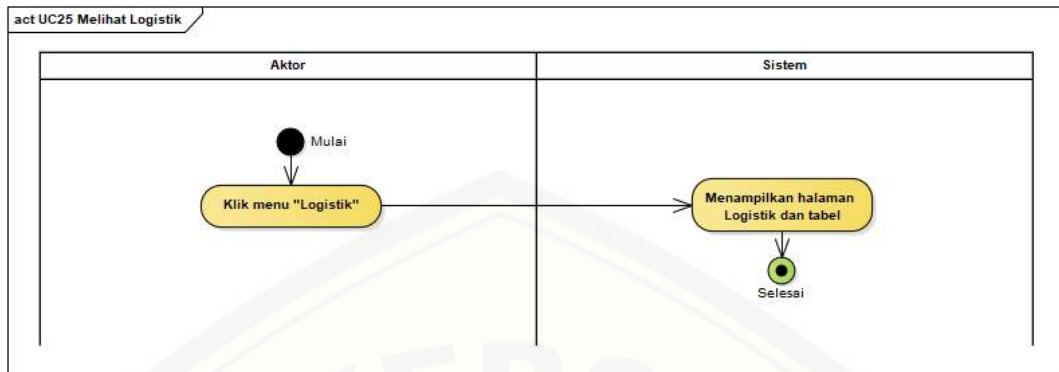 act UC25 Melihat Logistik
Aktor
Sistem
Mulai
Klik menu "Logistik"
Menampilkan halaman
Logistik dan tabel
Selesai